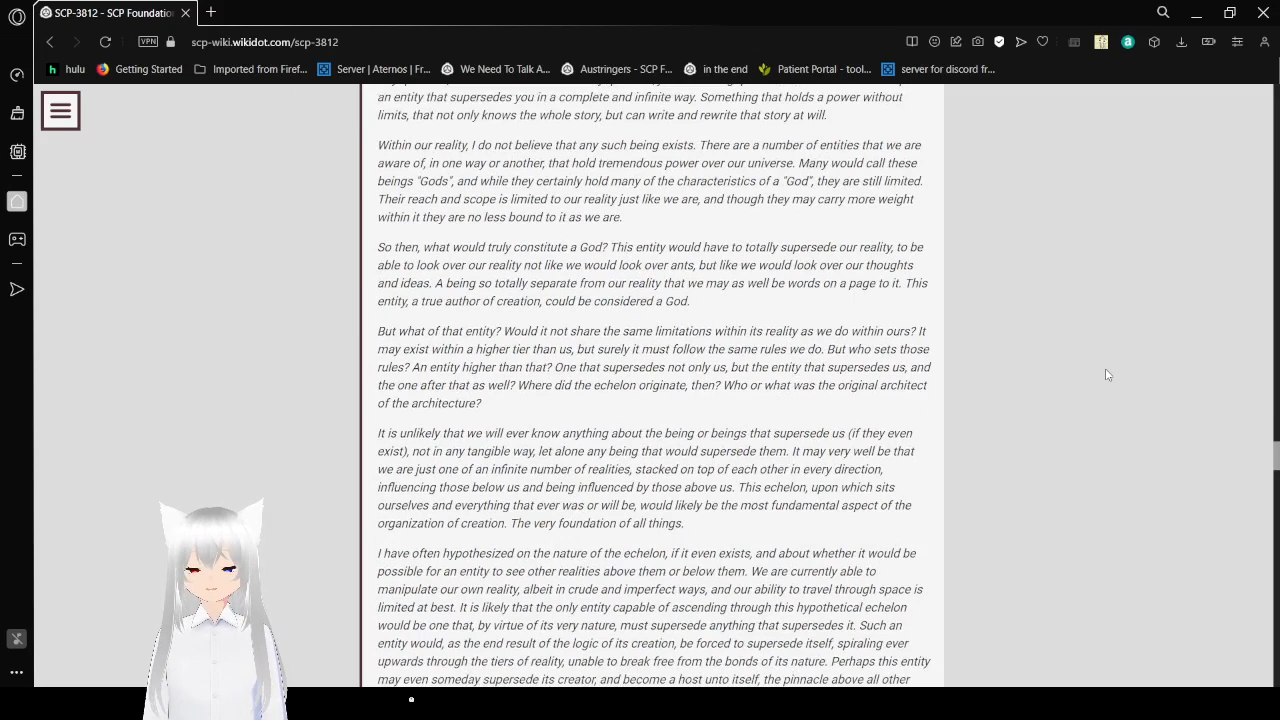 SCP-3812 - SCP Foundatio
VPN
scp-wiki.wikidot.com/scp-3812
hulu
Getting Started
Imported from Firef...
Server | Aternos | Fr...
We Need To Talk A...
Austringers - SCP F...
in the end
Patient Portal - tool...
server for discord fr...
an entity that supersedes you in a complete and infinite way. Something that holds a power without
limits, that not only knows the whole story, but can write and rewrite that story at will.
Within our reality, I do not believe that any such being exists. There are a number of entities that we are
aware of, in one way or another, that hold tremendous power over our universe. Many would call these
beings "Gods", and while they certainly hold many of the characteristics of a "God", they are still limited.
Their reach and scope is limited to our reality just like we are, and though they may carry more weight
within it they are no less bound to it as we are.
So then, what would truly constitute a God? This entity would have to totally supersede our reality, to be
able to look over our reality not like we would look over ants, but like we would look over our thoughts
and ideas. A being so totally separate from our reality that we may as well be words on a page to it. This
entity, a true author of creation, could be considered a God.
But what of that entity? Would it not share the same limitations within its reality as we do within ours? It
may exist within a higher tier than us, but surely it must follow the same rules we do. But who sets those
rules? An entity higher than that? One that supersedes not only us, but the entity that supersedes us, and
the one after that as well? Where did the echelon originate, then? Who or what was the original architect
of the architecture?
It is unlikely that we will ever know anything about the being or beings that supersede us (if they even
exist), not in any tangible way, let alone any being that would supersede them. It may very well be that
we are just one of an infinite number of realities, stacked on top of each other in every direction,
influencing those below us and being influenced by those above us. This echelon, upon which sits
ourselves and everything that ever was or will be, would likely be the most fundamental aspect of the
organization of creation. The very foundation of all things.
I have often hypothesized on the nature of the echelon, if it even exists, and about whether it would be
possible for an entity to see other realities above them or below them. We are currently able to
manipulate our own reality, albeit in crude and imperfect ways, and our ability to travel through space is
limited at best. It is likely that the only entity capable of ascending through this hypothetical echelon
would be one that, by virtue of its very nature, must supersede anything that supersedes it. Such an
entity would, as the end result of the logic of its creation, be forced to supersede itself, spiraling ever
upwards through the tiers of reality, unable to break free from the bonds of its nature. Perhaps this entity
may even someday supersede its creator, and become a host unto itself, the pinnacle above all other